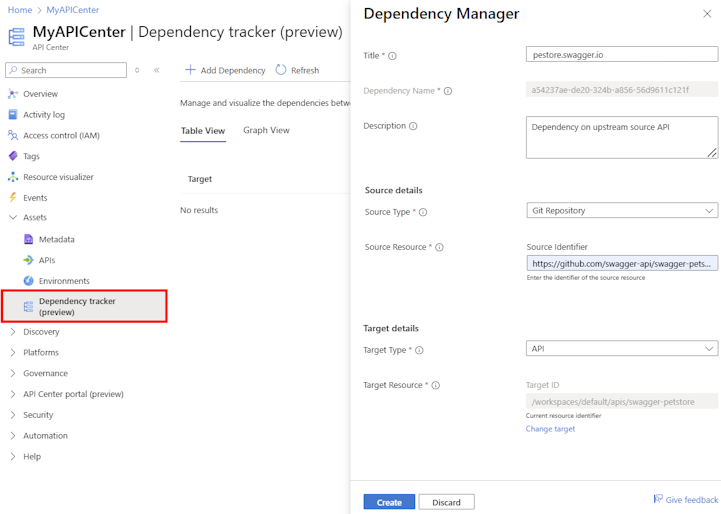 Home > MyAPICenter
MyAPICenter | Dependency tracker (preview)
API Center
Search
Overview
Activity log
Access control (IAM)
Tags
Resource visualizer
Events
Assets
Metadata
APIs
Environments
Dependency tracker
(preview)
Discovery
Platforms
Governance
API Center portal (preview)
Security
Automation
Help
+ Add Dependency Refresh
Manage and visualize the dependencies betwe
Table View Graph View
Target
No results
Dependency Manager
Title *
pestore.swagger.io
Dependency Name *
a54237ae-de20-324b-a856-56d9611c121f
Description
Dependency on upstream source API
Source details
Source Type *
Git Repository
Source Resource *
Source Identifier
https://github.com/swagger-api/swagger-pets...
Enter the identifier of the source resource
Target details
Target Type *
API
Target Resource *
Target ID
/workspaces/default/apis/swagger-petstore
Current resource identifier
Change target
Create Discard
Give feedback